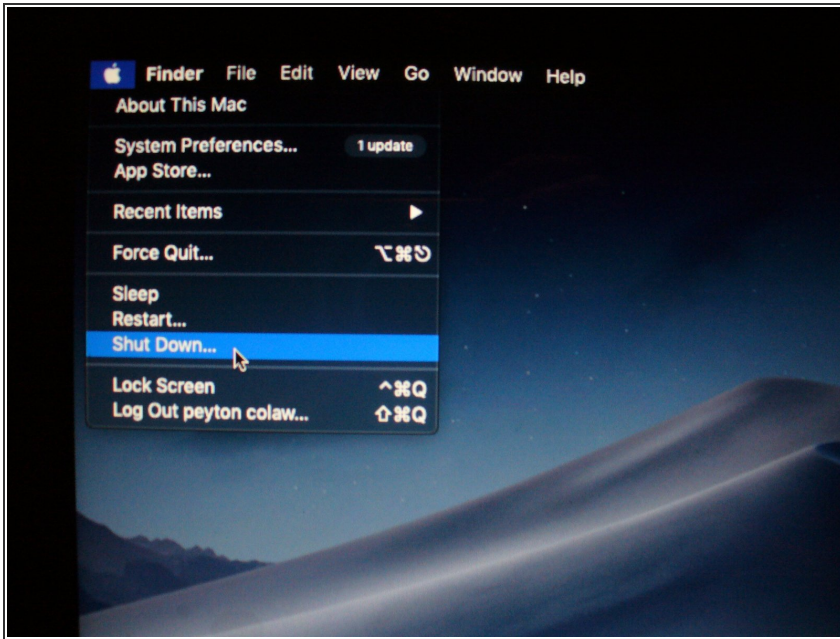 Finder File Edit View Go Window Help
About This Mac
System Preferences... 1 update
App Store...
Recent Items ▶
Force Quit... ⌥⌘⎋
Sleep
Restart...
Shut Down...
Lock Screen ^⌘Q
Log Out peyton colaw... ⇧⌘Q